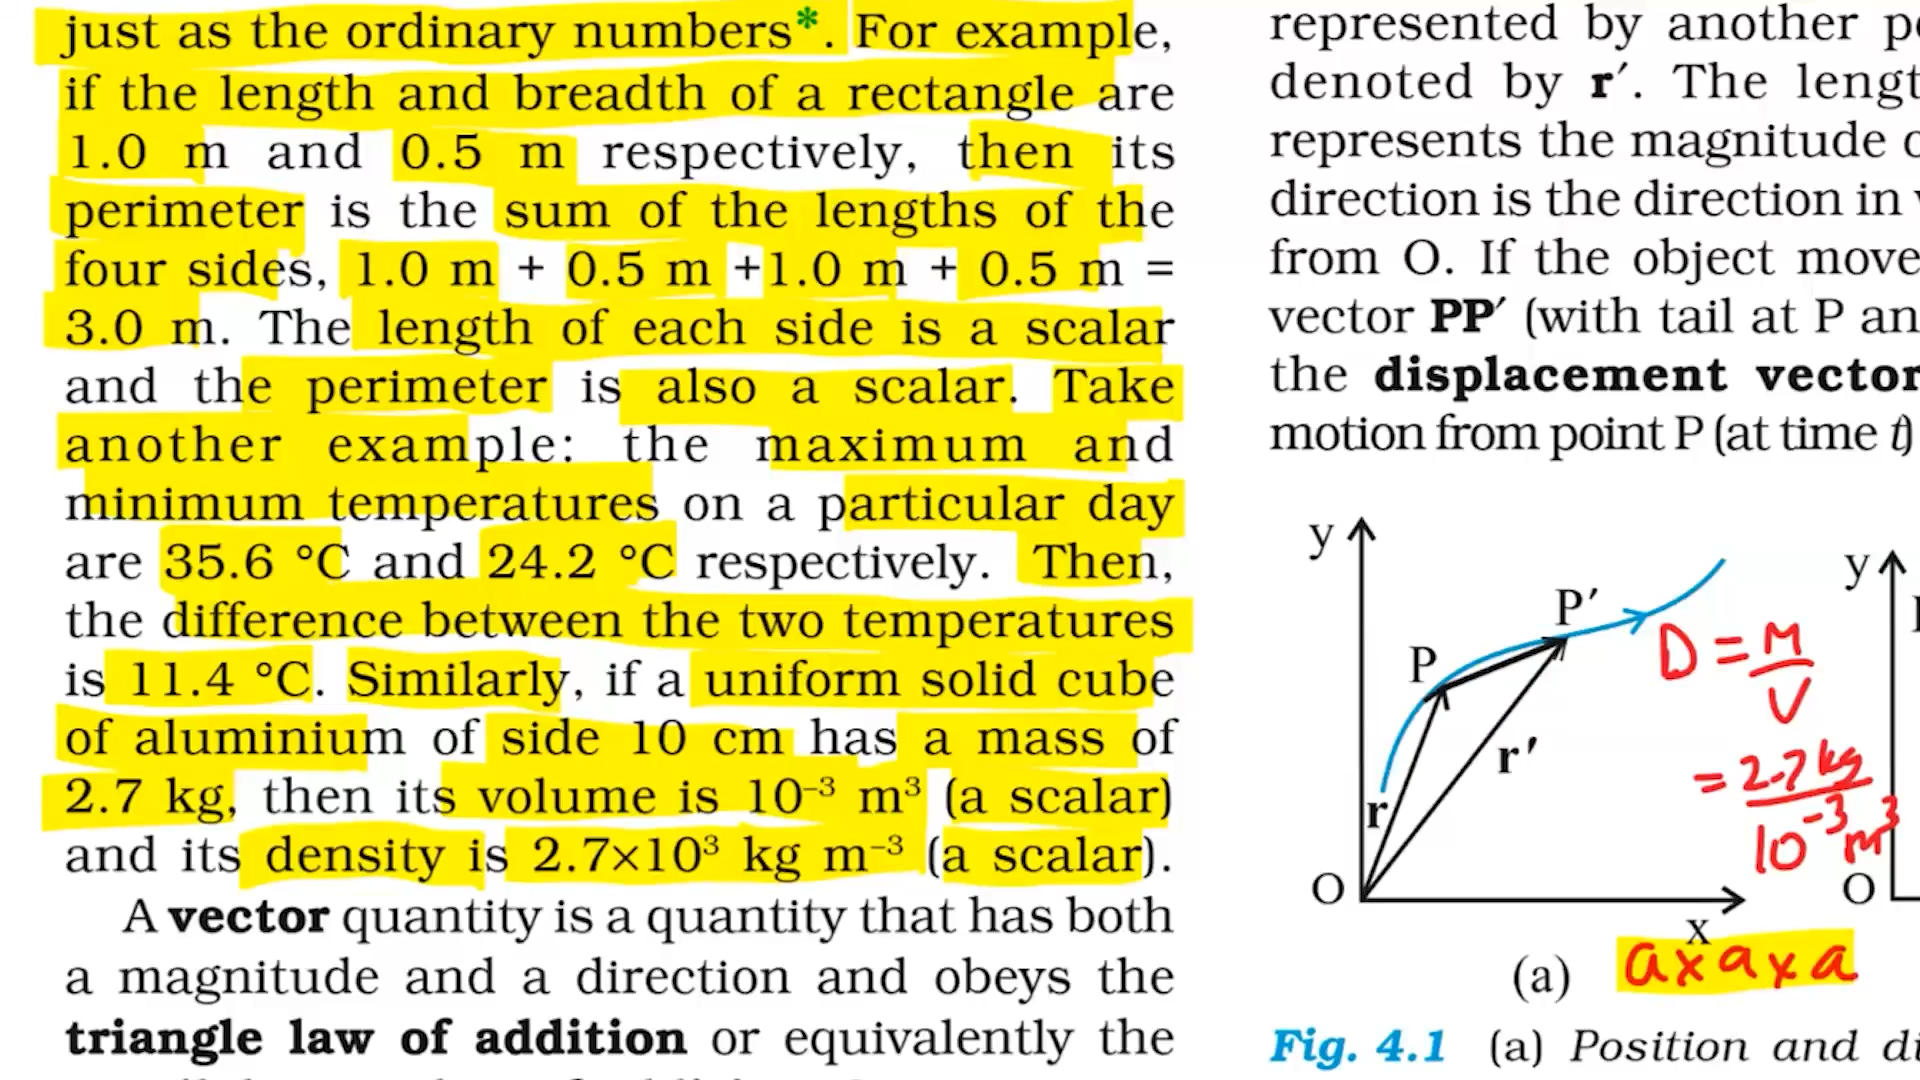 just as the ordinary numbers*. For example,
if the length and breadth of a rectangle are
1.0 m and 0.5 m respectively, then its
perimeter is the sum of the lengths of the
four sides, 1.0 m + 0.5 m +1.0 m + 0.5 m =
3.0 m. The length of each side is a scalar
and the perimeter is also a scalar. Take
another example: the maximum and
minimum temperatures on a particular day
are 35.6 °C and 24.2 °C respectively. Then,
the difference between the two temperatures
is 11.4 °C. Similarly, if a uniform solid cube
of aluminium of side 10 cm has a mass of
2.7 kg, then its volume is 10⁻³ m³ (a scalar)
and its density is 2.7×10³ kg m⁻³ (a scalar).
A vector quantity is a quantity that has both
a magnitude and a direction and obeys the
triangle law of addition or equivalently the
represented by another
denoted by r′. The
represents the magnitude
direction is the direction in
from O. If the object
vector PP′ (with tail at P
the displacement vector
motion from point P (at time t)
y
P
P′
r
r′
O
x
(a)
D = M
V
= 2.7 kg
10⁻³ m³
a x a x a
y
O
Fig. 4.1 (a) Position and